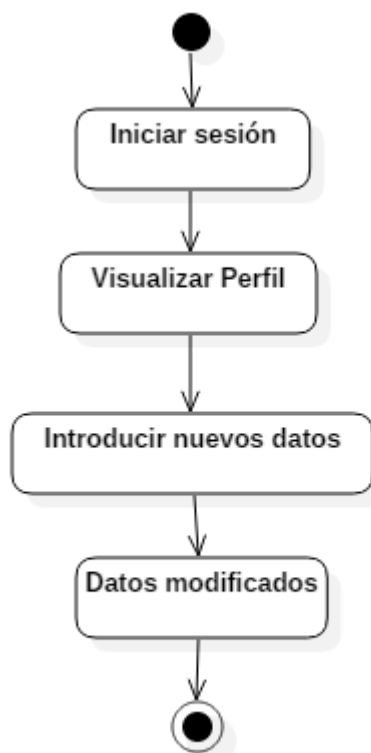 Iniciar sesión
Visualizar Perfil
Introducir nuevos datos
Datos modificados